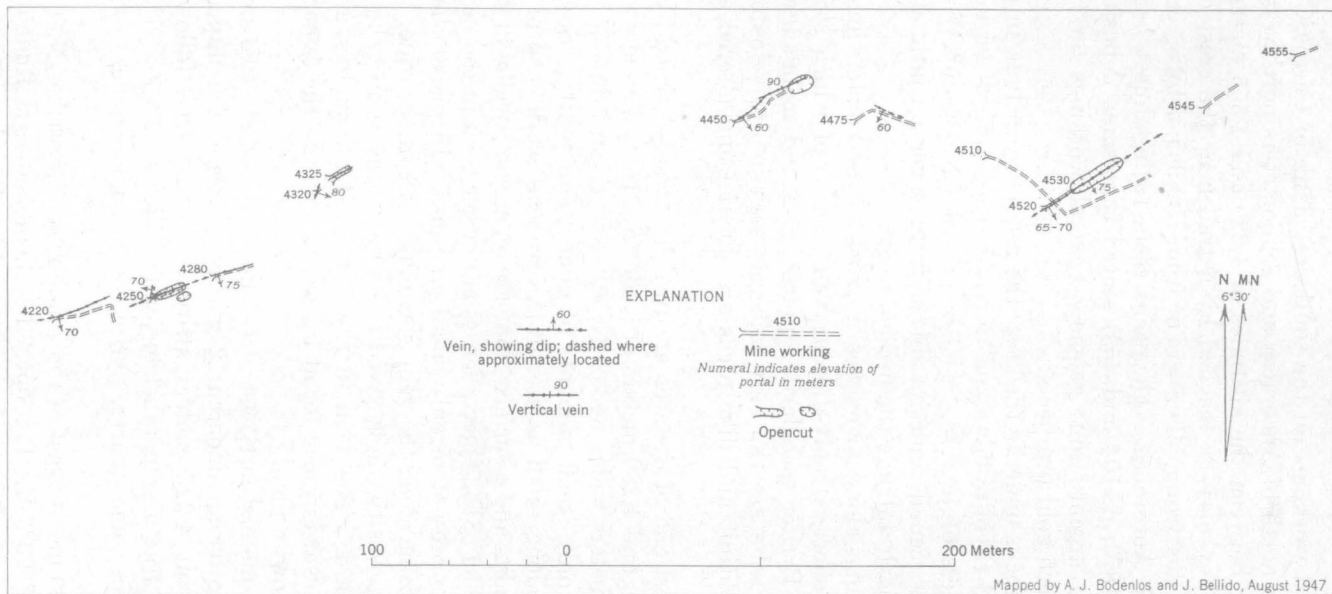 4555
4545
90
4450
60
4475
60
4510
4325
4530
4320
80
75
4520
65-70
70
4280
4250
75
4220
70
N MN
6°30'
EXPLANATION
60
Vein, showing dip; dashed where
approximately located
90
Vertical vein
4510
Mine working
Numeral indicates elevation of
portal in meters
Opencut
100 0 200 Meters
Mapped by A. J. Bodenlos and J. Bellido, August 1947